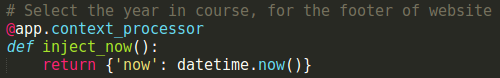 # Select the year in course, for the footer of website
@app.context_processor
def inject_now():
    return {'now': datetime.now()}